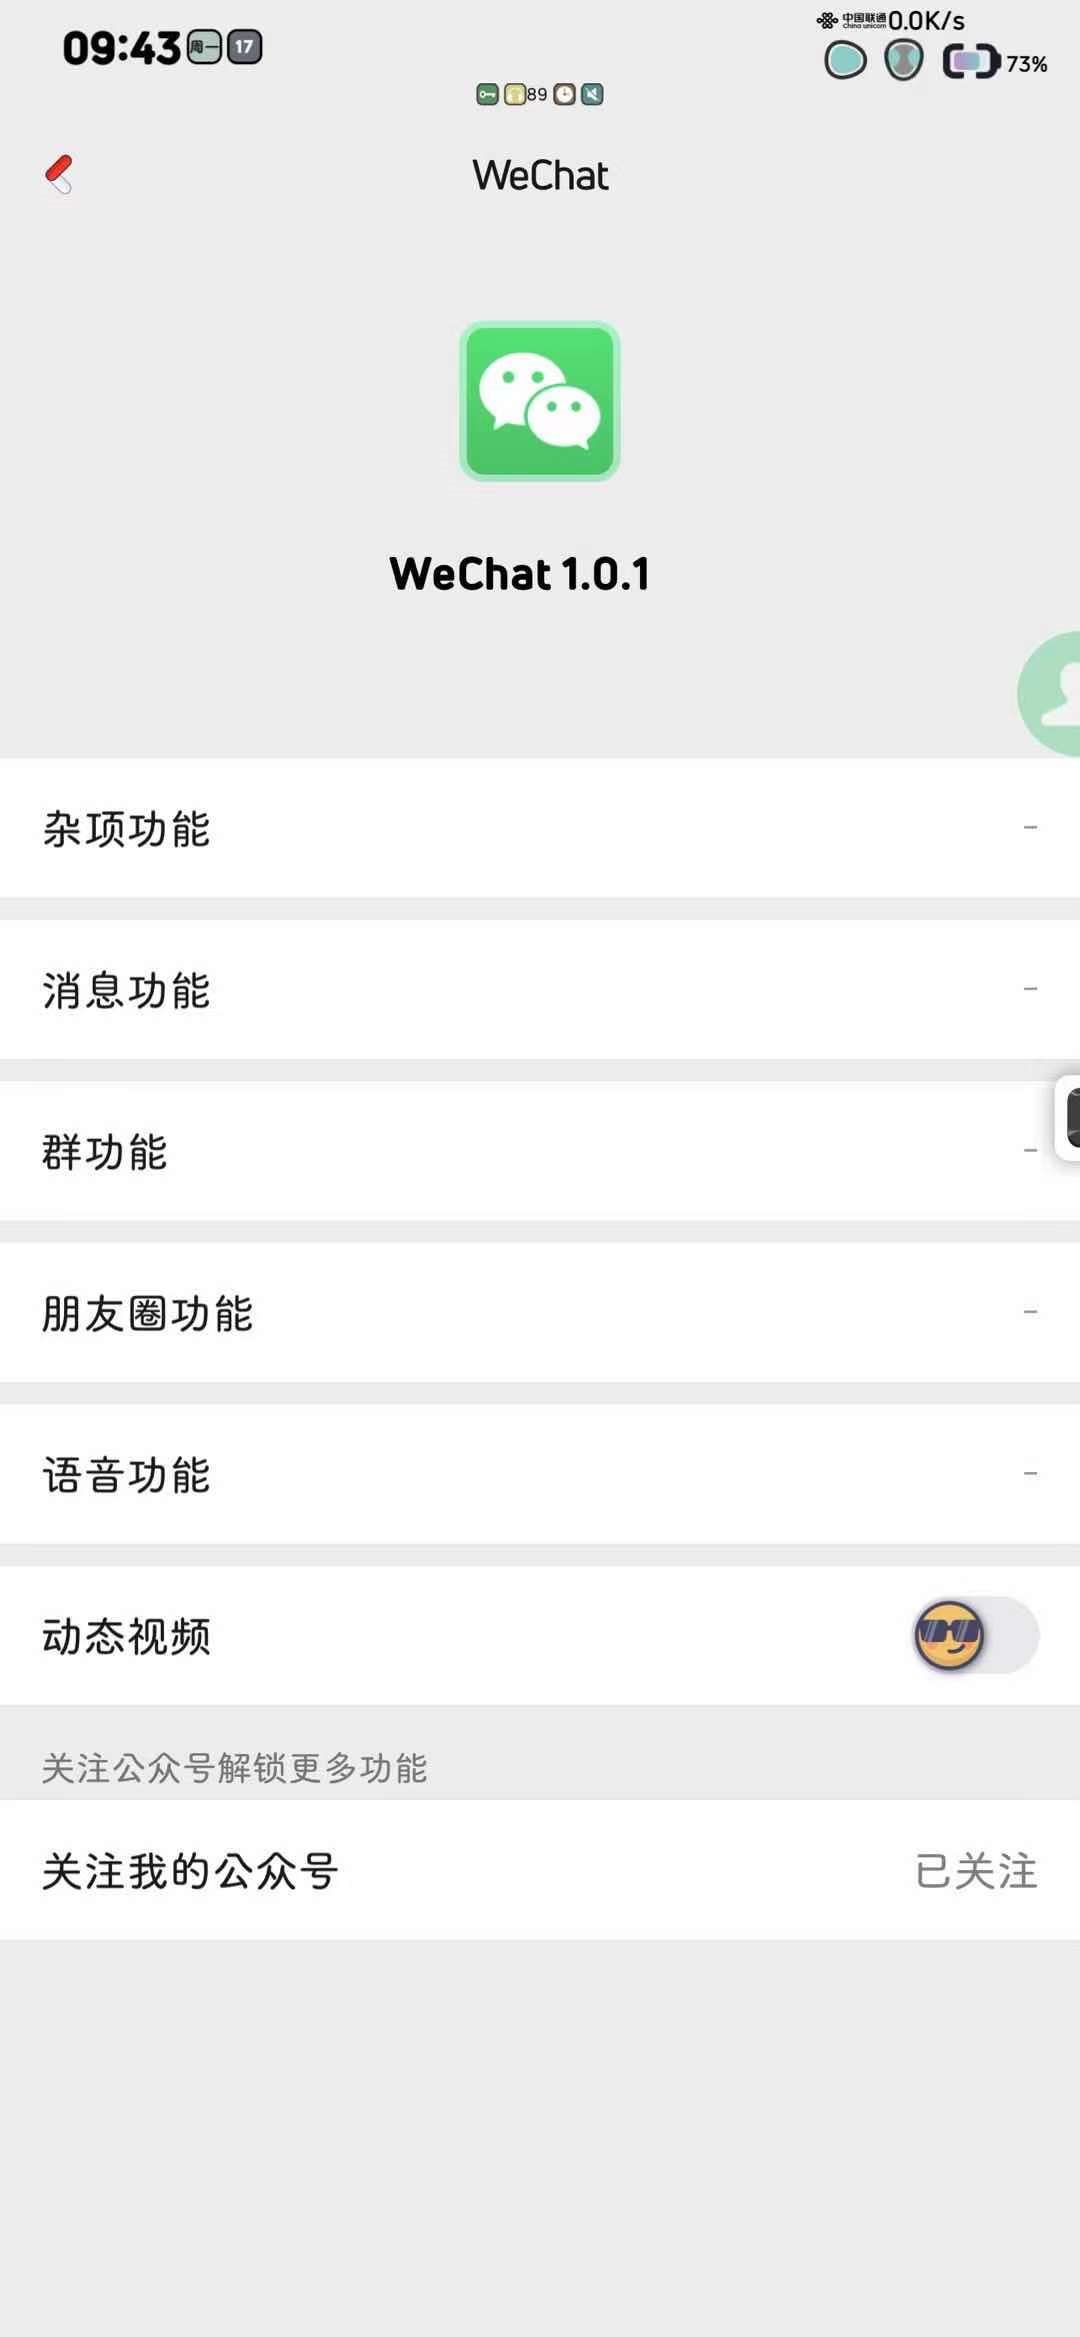 09:43 周一 17
中国联通 0.0K/s
China unicom
73%
89
WeChat
WeChat 1.0.1
杂项功能 -
消息功能 -
群功能 -
朋友圈功能 -
语音功能 -
动态视频
关注公众号解锁更多功能
关注我的公众号 已关注